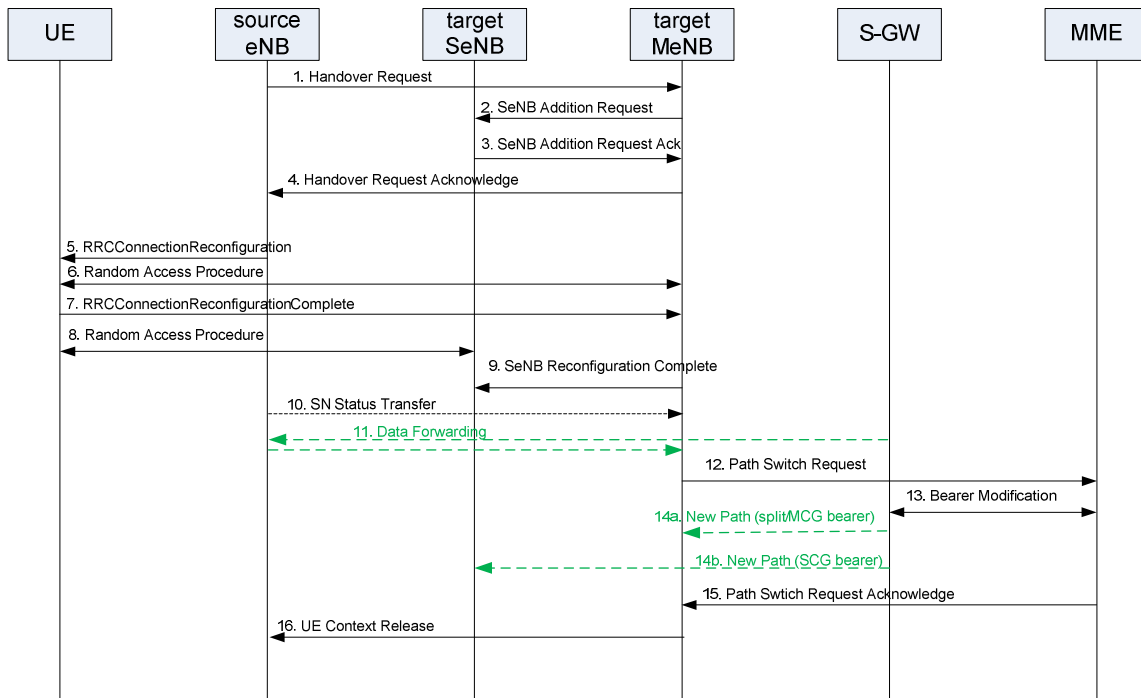 UE
source
eNB
target
SeNB
target
MeNB
S-GW
MME
1. Handover Request
2. SeNB Addition Request
3. SeNB Addition Request Ack
4. Handover Request Acknowledge
5. RRCConnectionReconfiguration
6. Random Access Procedure
7. RRCConnectionReconfigurationComplete
8. Random Access Procedure
9. SeNB Reconfiguration Complete
10. SN Status Transfer
11. Data Forwarding
12. Path Switch Request
13. Bearer Modification
14a. New Path (split/MCG bearer)
14b. New Path (SCG bearer)
15. Path Swtich Request Acknowledge
16. UE Context Release